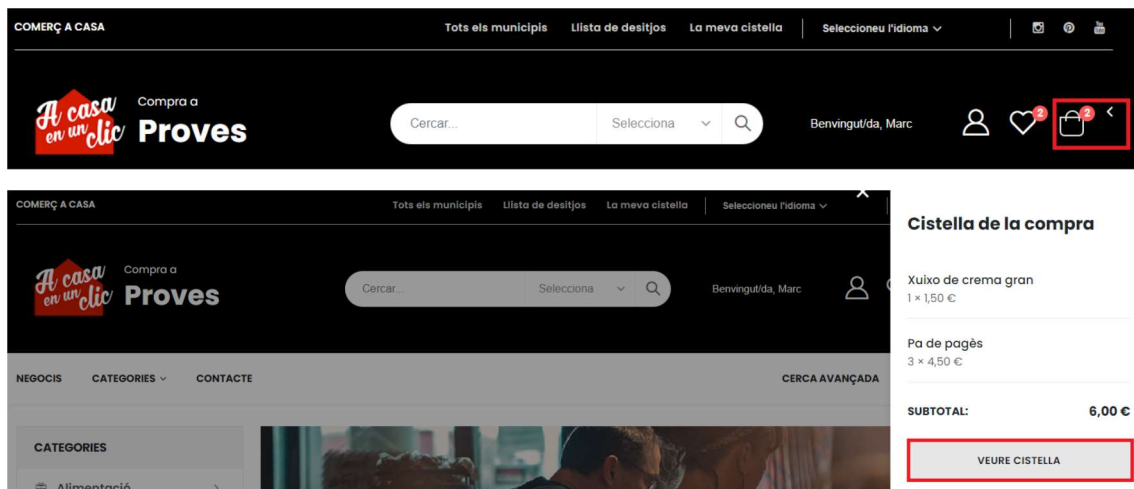 COMERÇ A CASA Tots els municipis Llista de desitjos La meva cistella Seleccioneu l'idioma
You
A casa
en un clic
Compra a
Proves
Cercar... Selecciona Benvingut/da, Marc 2 2
COMERÇ A CASA Tots els municipis Llista de desitjos La meva cistella Seleccioneu l'idioma
A casa
en un clic
Compra a
Proves
Cercar... Selecciona Benvingut/da, Marc
NEGOCIS CATEGORIES CONTACTE CERCA AVANÇADA
CATEGORIES
Alimentació
Cistella de la compra
Xuixo de crema gran
1 × 1,50 €
Pa de pagès
3 × 4,50 €
SUBTOTAL: 6,00 €
VEURE CISTELLA